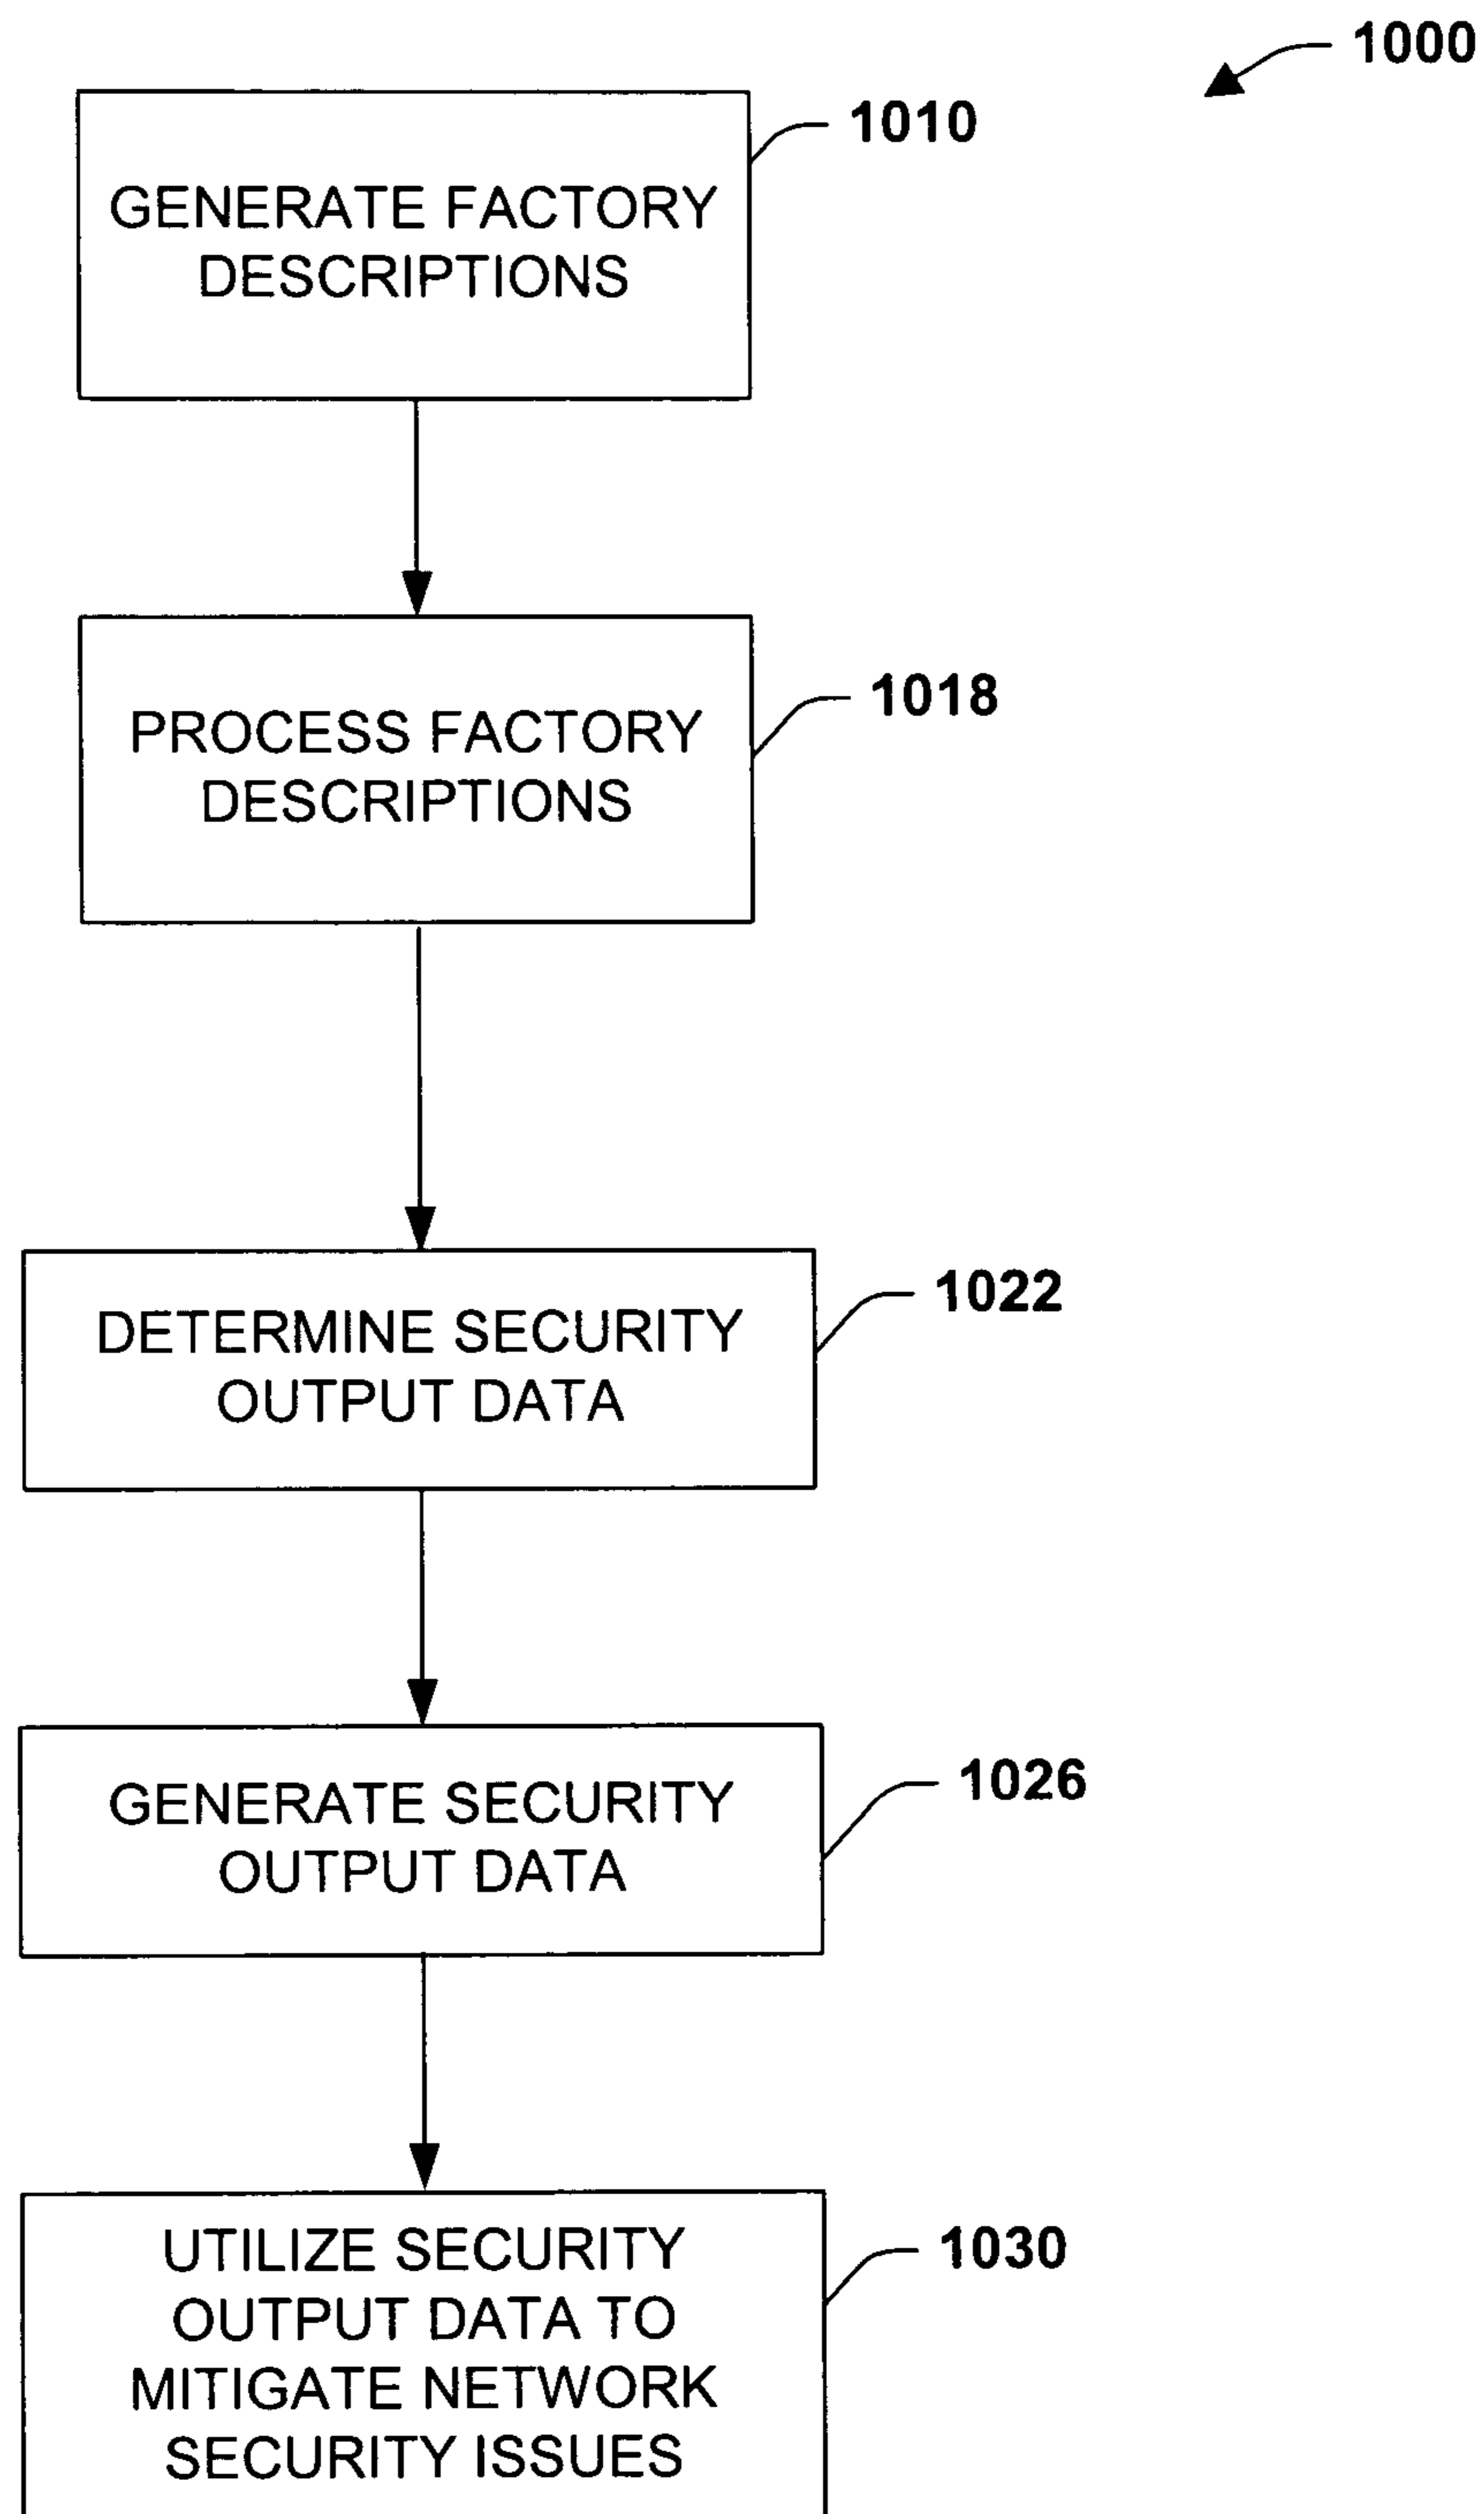 1000
1010
GENERATE FACTORY
DESCRIPTIONS
1018
PROCESS FACTORY
DESCRIPTIONS
1022
DETERMINE SECURITY
OUTPUT DATA
1026
GENERATE SECURITY
OUTPUT DATA
1030
UTILIZE SECURITY
OUTPUT DATA TO
MITIGATE NETWORK
SECURITY ISSUES